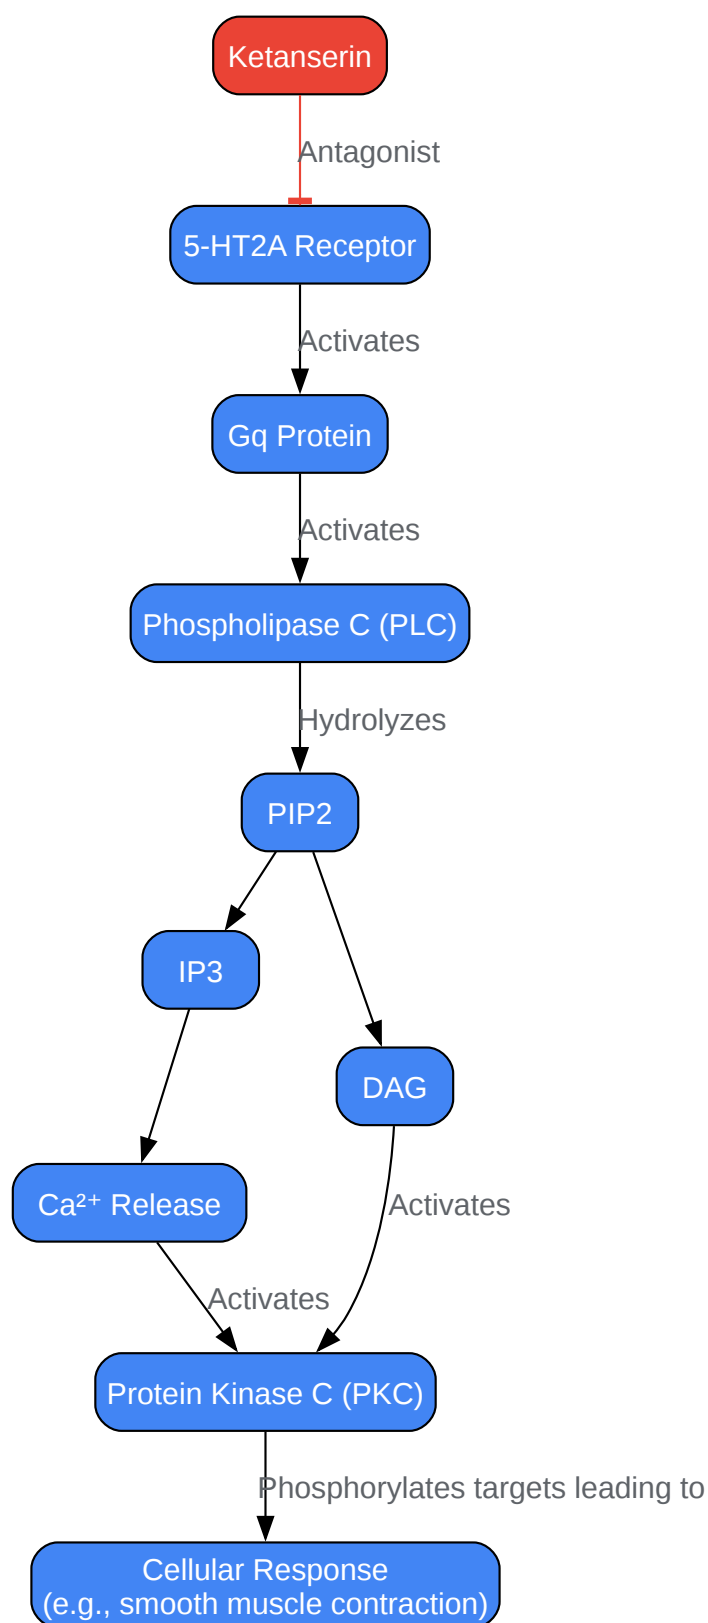 Ketanserin
Antagonist
5-HT2A Receptor
Activates
Gq Protein
Activates
Phospholipase C (PLC)
Hydrolyzes
PIP2
IP3
DAG
Ca²⁺ Release
Activates
Activates
Protein Kinase C (PKC)
Phosphorylates targets leading to
Cellular Response
(e.g., smooth muscle contraction)